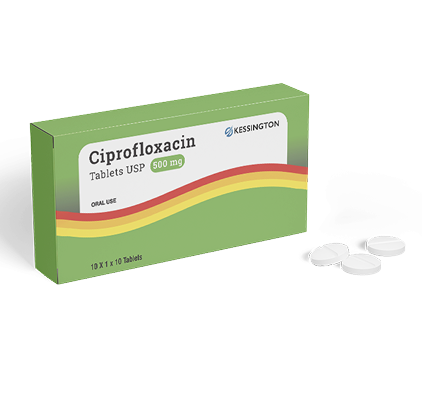 KESSINGTON
Ciprofloxacin
Tablets USP 500 mg
ORAL USE
10 X 1 x 10 Tablets